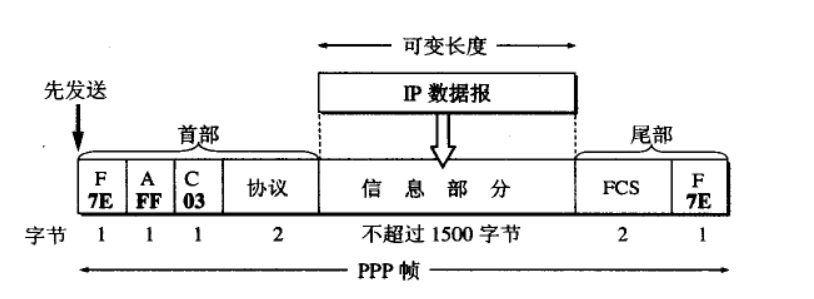 可变长度
IP 数据报
先发送
首部
尾部
F A C 协议 信息部分 FCS F
7E FF 03 7E
字节 1 1 1 2 不超过 1500 字节 2 1
PPP 帧